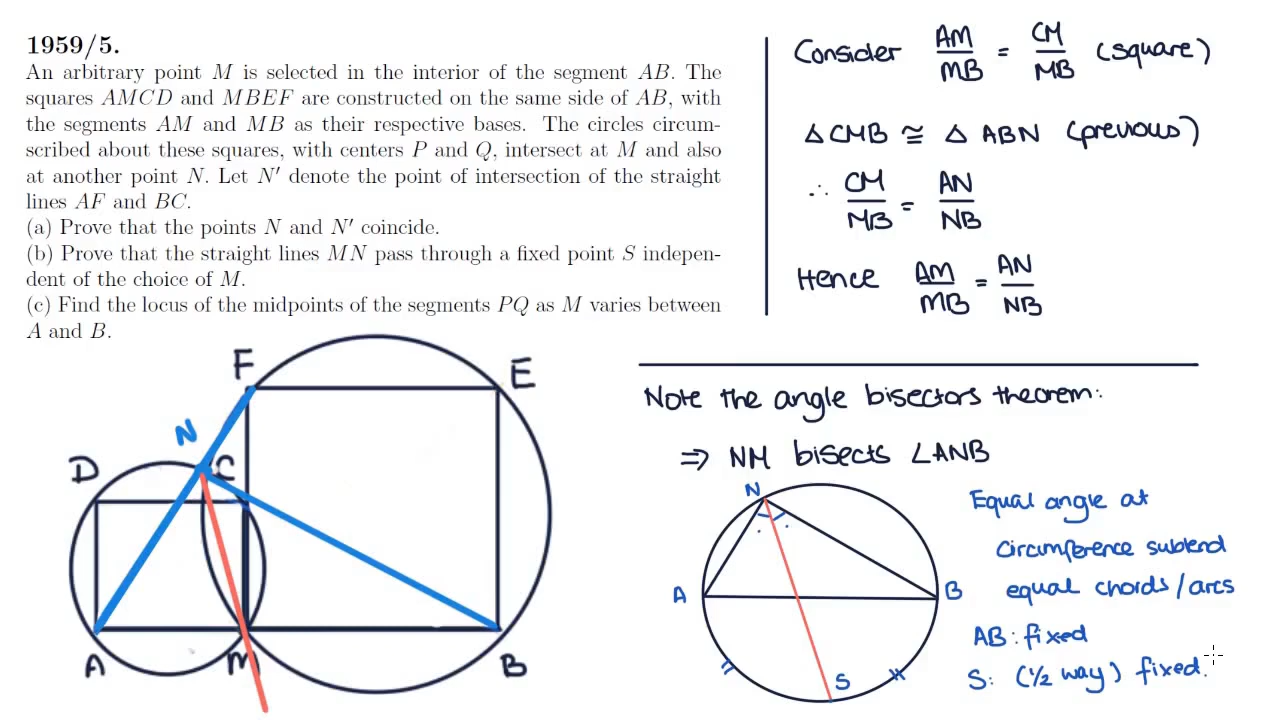 1959/5.
An arbitrary point M is selected in the interior of the segment AB. The
squares AMCD and MBEF are constructed on the same side of AB, with
the segments AM and MB as their respective bases. The circles circum-
scribed about these squares, with centers P and Q, intersect at M and also
at another point N. Let N′ denote the point of intersection of the straight
lines AF and BC.
(a) Prove that the points N and N′ coincide.
(b) Prove that the straight lines MN pass through a fixed point S indepen-
dent of the choice of M.
(c) Find the locus of the midpoints of the segments PQ as M varies between
A and B.
F
E
N
D
C
A
M
B
Consider AM/MB = CM/MB (square)
△CMB ≅ △ABN (previous)
∴ CM/MB = AN/NB
Hence AM/MB = AN/NB
Note the angle bisectors theorem:
⇒ NM bisects ∠ANB
N
A
B
S
Equal angle at
circumference subtend
equal chords/arcs
AB: fixed
S: (1/2 way) fixed.